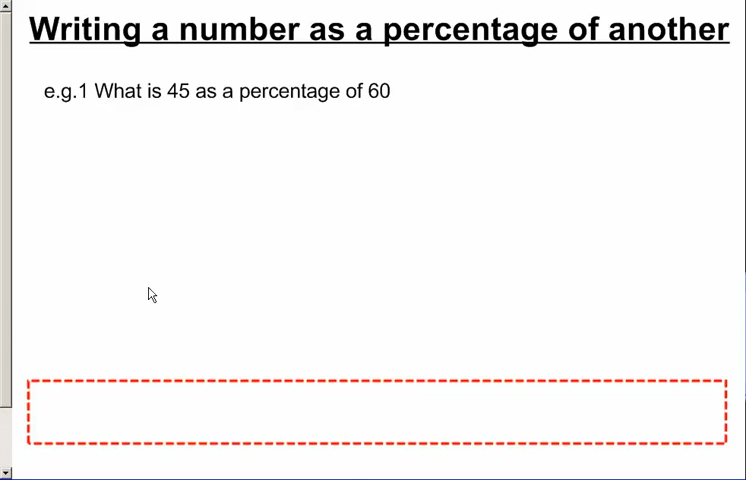 Writing a number as a percentage of another
e.g.1 What is 45 as a percentage of 60